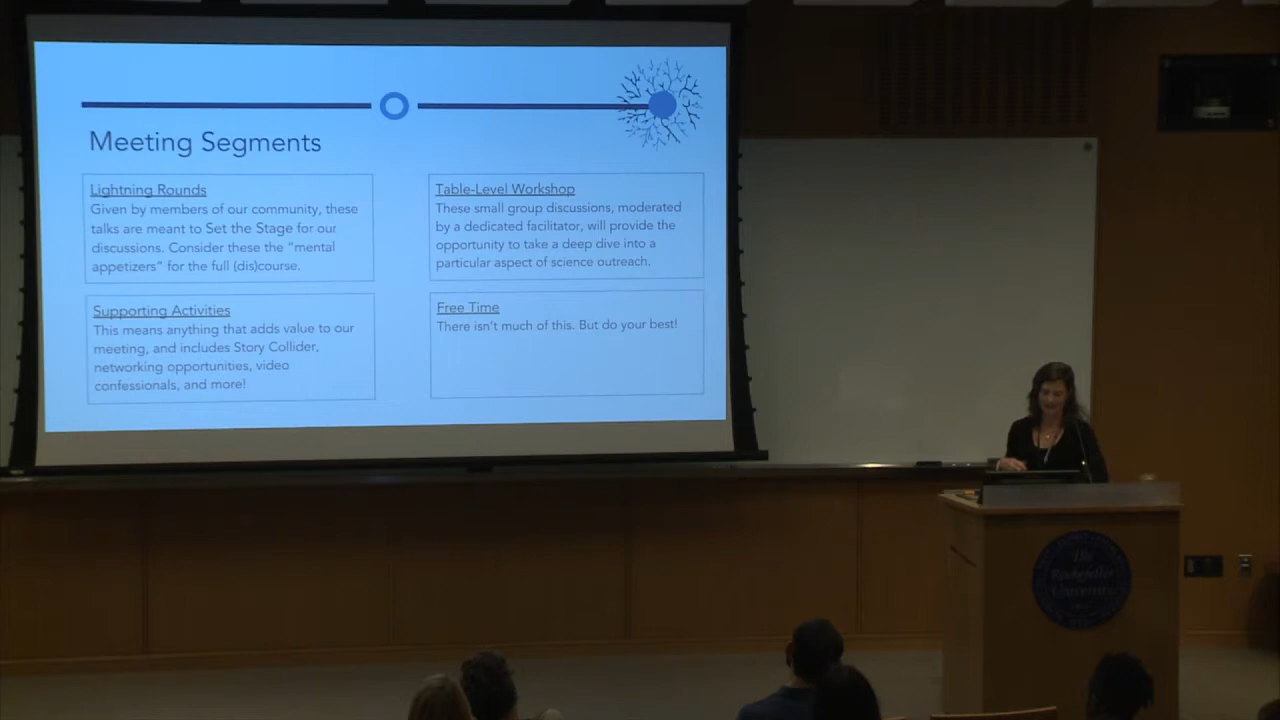 Meeting Segments
Lightning Rounds
Given by members of our community, these
talks are meant to Set the Stage for our
discussions. Consider these the “mental
appetizers” for the full (dis)course.
Table-Level Workshop
These small group discussions, moderated
by a dedicated facilitator, will provide the
opportunity to take a deep dive into a
particular aspect of science outreach.
Supporting Activities
This means anything that adds value to our
meeting, and includes Story Collider,
networking opportunities, video
confessionals, and more!
Free Time
There isn't much of this. But do your best!
The
Rockefeller
University